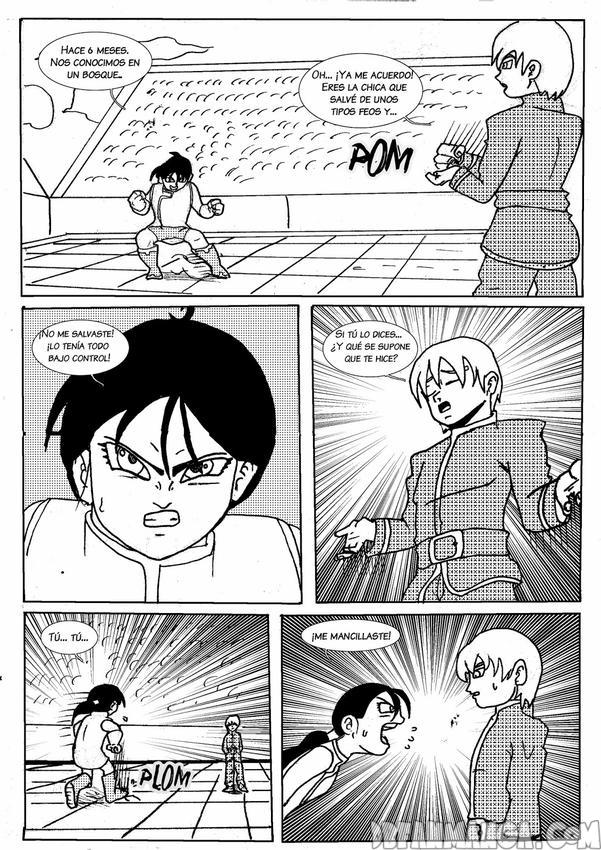 HACE 6 MESES.
NOS CONOCIMOS EN
UN BOSQUE..
OH... ¡YA ME ACUERDO!
ERES LA CHICA QUE
SALVÉ DE UNOS
TIPOS FEOS Y...
POM
¡NO ME SALVASTE!
¡LO TENÍA TODO
BAJO CONTROL!
SI TÚ LO DICES...
¿Y QUÉ SE SUPONE
QUE TE HICE?
TÚ... TÚ...
PLOM
¡ME MANCILLASTE!